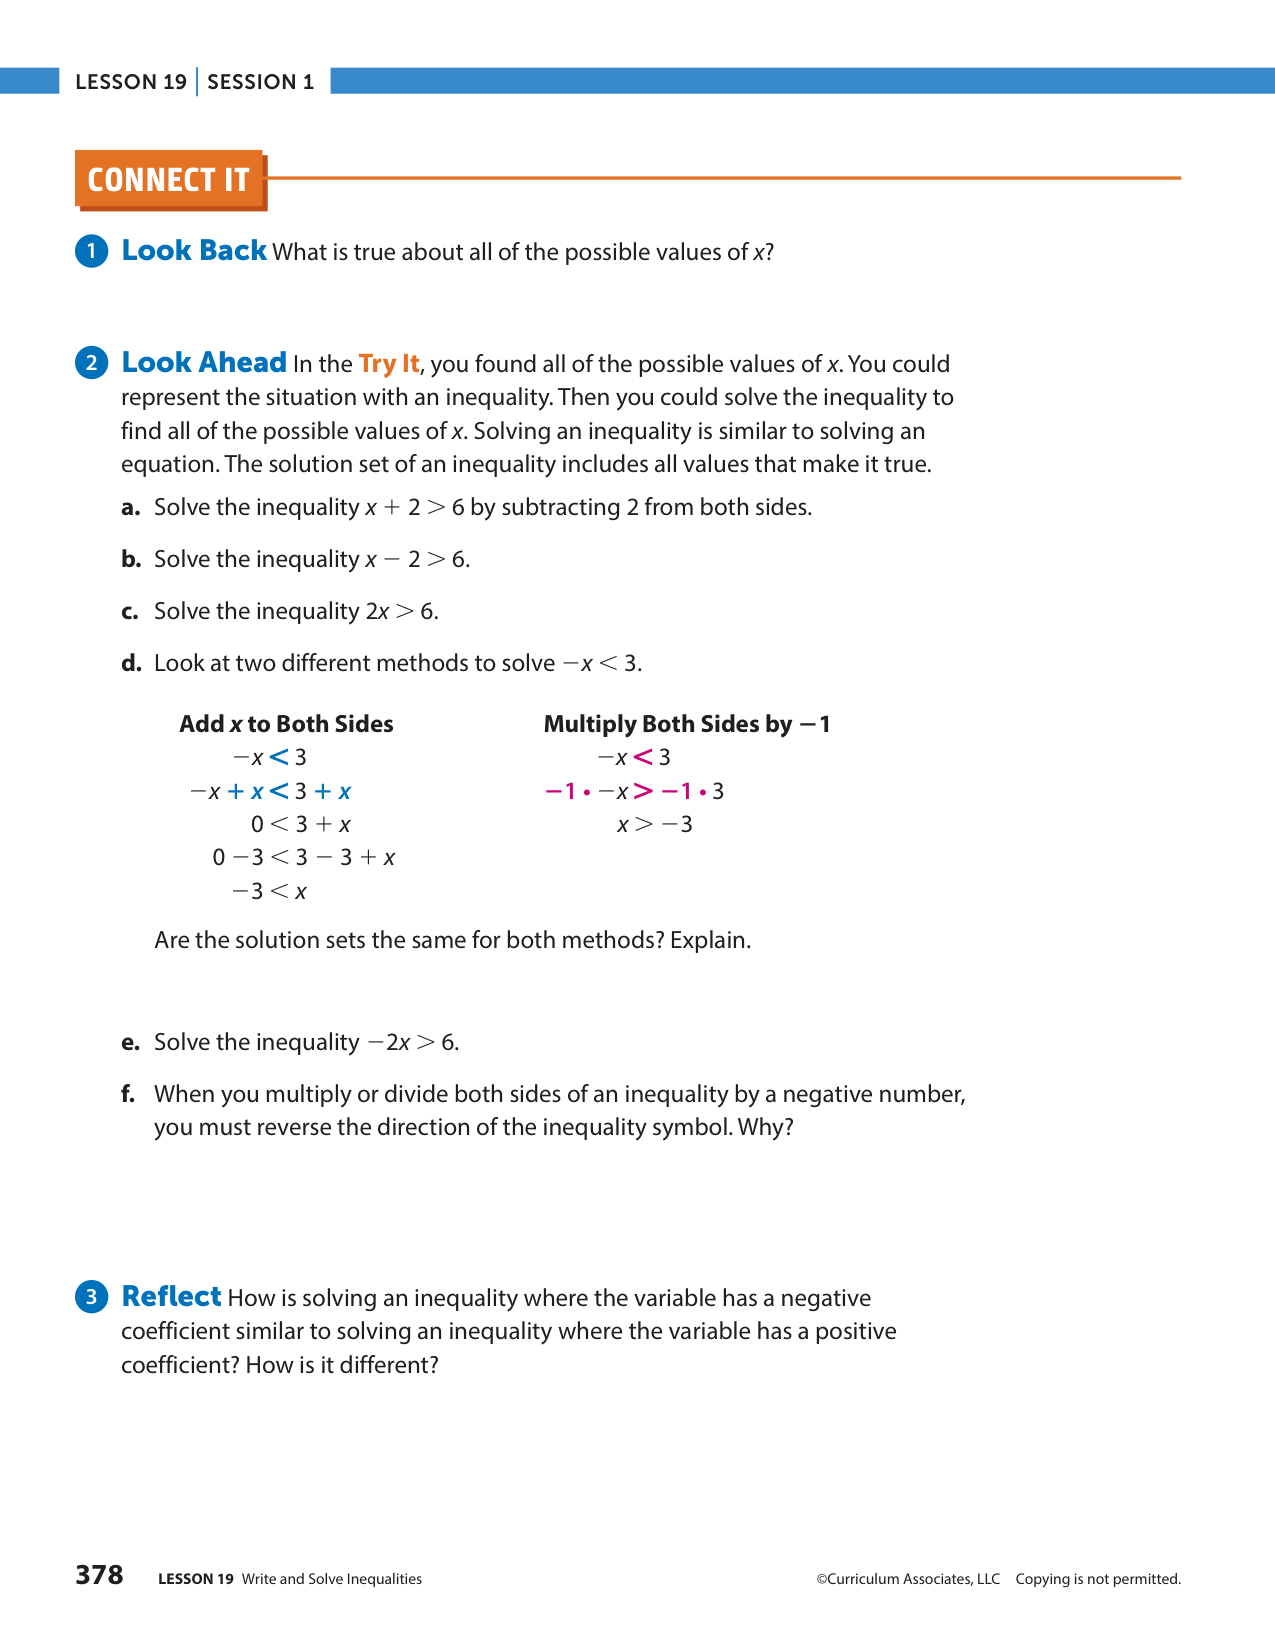 LESSON 19 | SESSION 1
CONNECT IT
1 Look Back What is true about all of the possible values of x?
2 Look Ahead In the Try It, you found all of the possible values of x. You could
represent the situation with an inequality. Then you could solve the inequality to
find all of the possible values of x. Solving an inequality is similar to solving an
equation. The solution set of an inequality includes all values that make it true.
a. Solve the inequality x + 2 > 6 by subtracting 2 from both sides.
b. Solve the inequality x − 2 > 6.
c. Solve the inequality 2x > 6.
d. Look at two different methods to solve −x < 3.
Add x to Both Sides
−x < 3
−x + x < 3 + x
0 < 3 + x
0 −3 < 3 − 3 + x
−3 < x
Multiply Both Sides by −1
−x < 3
−1 • −x > −1 • 3
x > −3
Are the solution sets the same for both methods? Explain.
e. Solve the inequality −2x > 6.
f. When you multiply or divide both sides of an inequality by a negative number,
you must reverse the direction of the inequality symbol. Why?
3 Reflect How is solving an inequality where the variable has a negative
coefficient similar to solving an inequality where the variable has a positive
coefficient? How is it different?
378 LESSON 19 Write and Solve Inequalities ©Curriculum Associates, LLC Copying is not permitted.